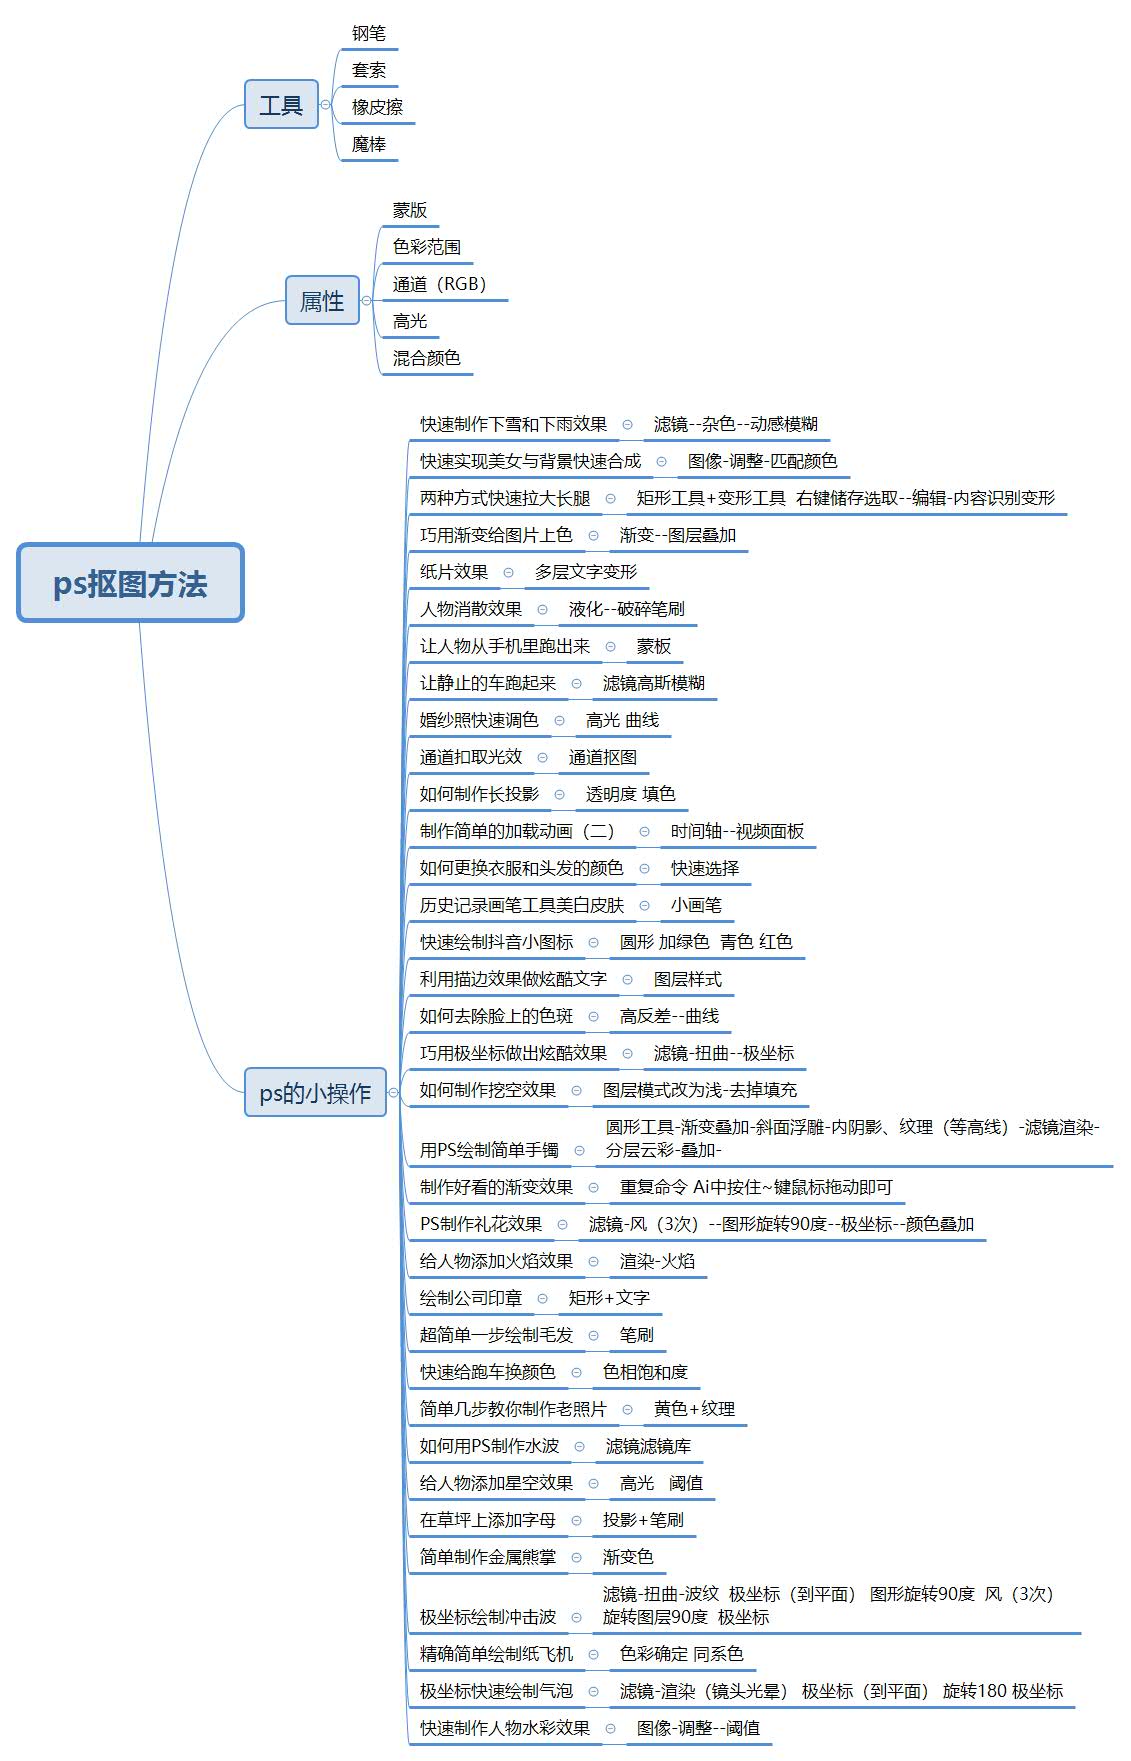 钢笔
套索
工具
橡皮擦
魔棒
蒙版
色彩范围
属性
通道（RGB）
高光
混合颜色
ps抠图方法
ps的小操作
快速制作下雪和下雨效果 滤镜--杂色--动感模糊
快速实现美女与背景快速合成 图像-调整-匹配颜色
两种方式快速拉大长腿 矩形工具+变形工具 右键储存选取--编辑-内容识别变形
巧用渐变给图片上色 渐变--图层叠加
纸片效果 多层文字变形
人物消散效果 液化--破碎笔刷
让人物从手机里跑出来 蒙板
让静止的车跑起来 滤镜高斯模糊
婚纱照快速调色 高光 曲线
通道扣取光效 通道抠图
如何制作长投影 透明度 填色
制作简单的加载动画（二） 时间轴--视频面板
如何更换衣服和头发的颜色 快速选择
历史记录画笔工具美白皮肤 小画笔
快速绘制抖音小图标 圆形 加绿色 青色 红色
利用描边效果做炫酷文字 图层样式
如何去除脸上的色斑 高反差--曲线
巧用极坐标做出炫酷效果 滤镜-扭曲--极坐标
如何制作挖空效果 图层模式改为浅-去掉填充
用PS绘制简单手镯 圆形工具-渐变叠加-斜面浮雕-内阴影、纹理（等高线）-滤镜渲染-
分层云彩-叠加-
制作好看的渐变效果 重复命令 Ai中按住~键鼠标拖动即可
PS制作礼花效果 滤镜-风（3次）--图形旋转90度--极坐标--颜色叠加
给人物添加火焰效果 渲染-火焰
绘制公司印章 矩形+文字
超简单一步绘制毛发 笔刷
快速给跑车换颜色 色相饱和度
简单几步教你制作老照片 黄色+纹理
如何用PS制作水波 滤镜滤镜库
给人物添加星空效果 高光 阈值
在草坪上添加字母 投影+笔刷
简单制作金属熊掌 渐变色
极坐标绘制冲击波 滤镜-扭曲-波纹 极坐标（到平面） 图形旋转90度 风（3次）
旋转图层90度 极坐标
精确简单绘制纸飞机 色彩确定 同系色
极坐标快速绘制气泡 滤镜-渲染（镜头光晕） 极坐标（到平面） 旋转180 极坐标
快速制作人物水彩效果 图像-调整--阈值